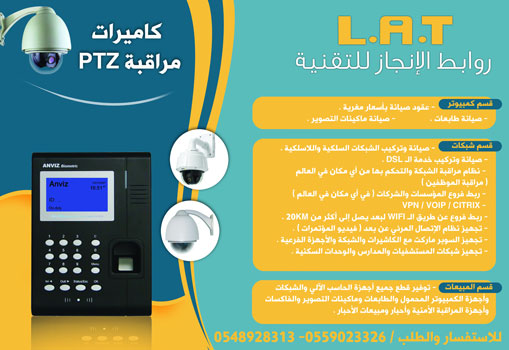 L.A.T
روابط الإنجاز للتقنية
كاميرات
مراقبة PTZ
قسم كمبيوتر
- عقود صيانة بأسعار مغرية .
- صيانة طابعات . - صيانة ماكينات التصوير .
قسم شبكات
- صيانة وتركيب الشبكات السلكية واللاسلكية .
- صيانة وتركيب خدمة الـ DSL .
- نظام مراقبة الشبكة والتحكم بها من أي مكان في العالم
( مراقبة الموظفين )
- ربط فروع المؤسسات والشركات ( في أي مكان في العالم )
- VPN / VOIP / CITRIX
- ربط فروع عن طريق الـ WIFI لبعد يصل إلى أكثر من 20KM .
- تجهيز نظام الإتصال المرئي عن بعد ( فيديو المؤتمرات ) .
- تجهيز السوبر ماركت مع الكاشيرات والشبكة والأجهزة الفرعية .
- تجهيز شبكات المستشفيات والمدارس والوحدات السكنية .
قسم المبيعات
- توفير قطع جميع أجهزة الحاسب الألي والشبكات
وأجهزة الكمبيوتر المحمول والطابعات وماكينات التصوير والفاكسات
وأجهزة المراقبة الأمنية وأحبار ومبيعات الأحبار .
للاستفسار والطلب / 0559023326- 0548928313
ANVIZ Biometric
Anviz